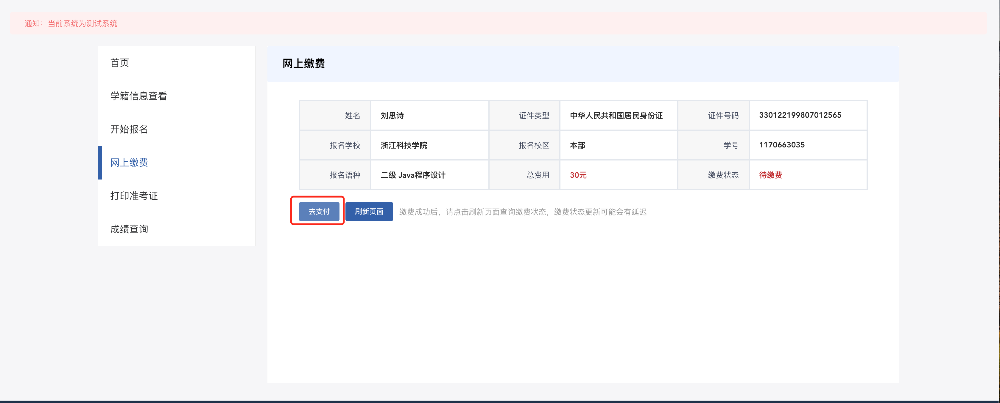 通知：当前系统为测试系统
首页
学籍信息查看
开始报名
网上缴费
打印准考证
成绩查询
网上缴费
姓名 刘思诗 证件类型 中华人民共和国居民身份证 证件号码 330122199807012565
报名学校 浙江科技学院 报名校区 本部 学号 1170663035
报名语种 二级 Java程序设计 总费用 30元 缴费状态 待缴费
去支付 刷新页面 缴费成功后，请点击刷新页面查询缴费状态，缴费状态更新可能会有延迟